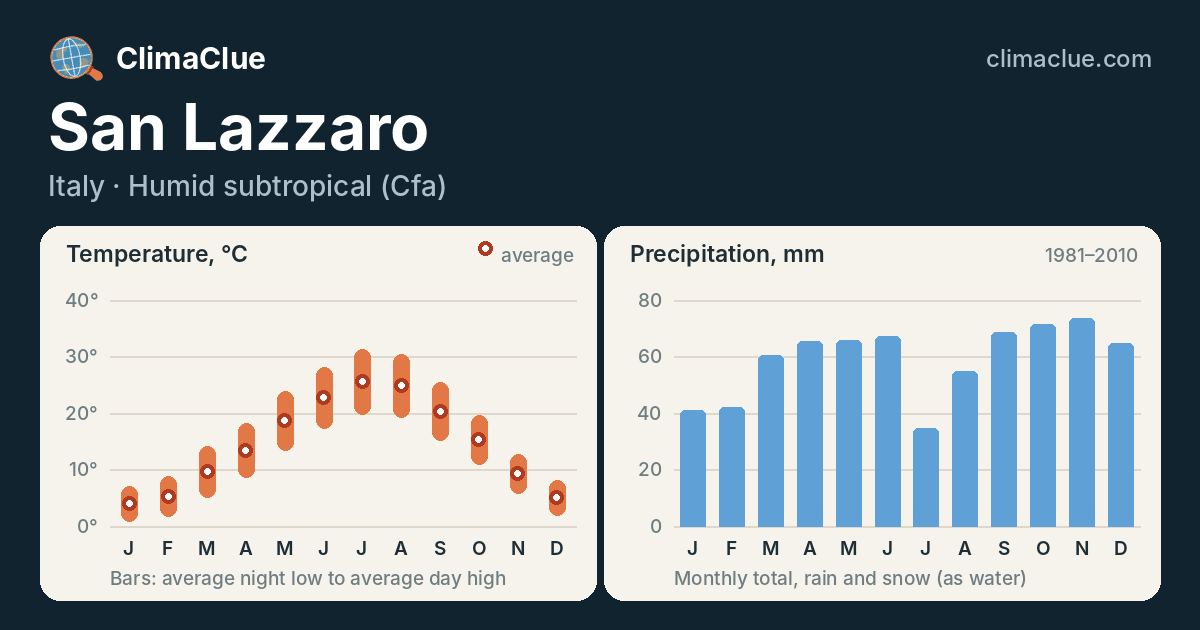 ClimaClue
climaclue.com
San Lazzaro
Italy · Humid subtropical (Cfa)
Temperature, °C
average
40°
30°
20°
10°
0°
J F M A M J J A S O N D
Bars: average night low to average day high
Precipitation, mm
1981–2010
80
60
40
20
0
J F M A M J J A S O N D
Monthly total, rain and snow (as water)